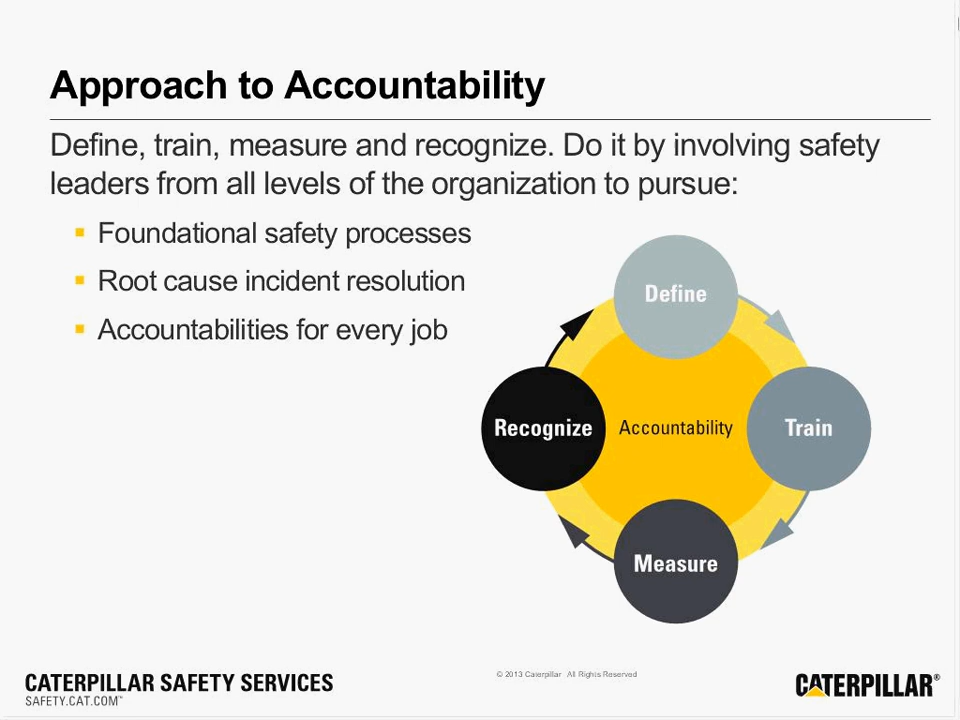 Approach to Accountability
Define, train, measure and recognize. Do it by involving safety
leaders from all levels of the organization to pursue:
Foundational safety processes
Root cause incident resolution
Accountabilities for every job
Define
Recognize
Accountability
Train
Measure
CATERPILLAR SAFETY SERVICES
SAFETY.CAT.COM™
© 2013 Caterpillar All Rights Reserved
CATERPILLAR®